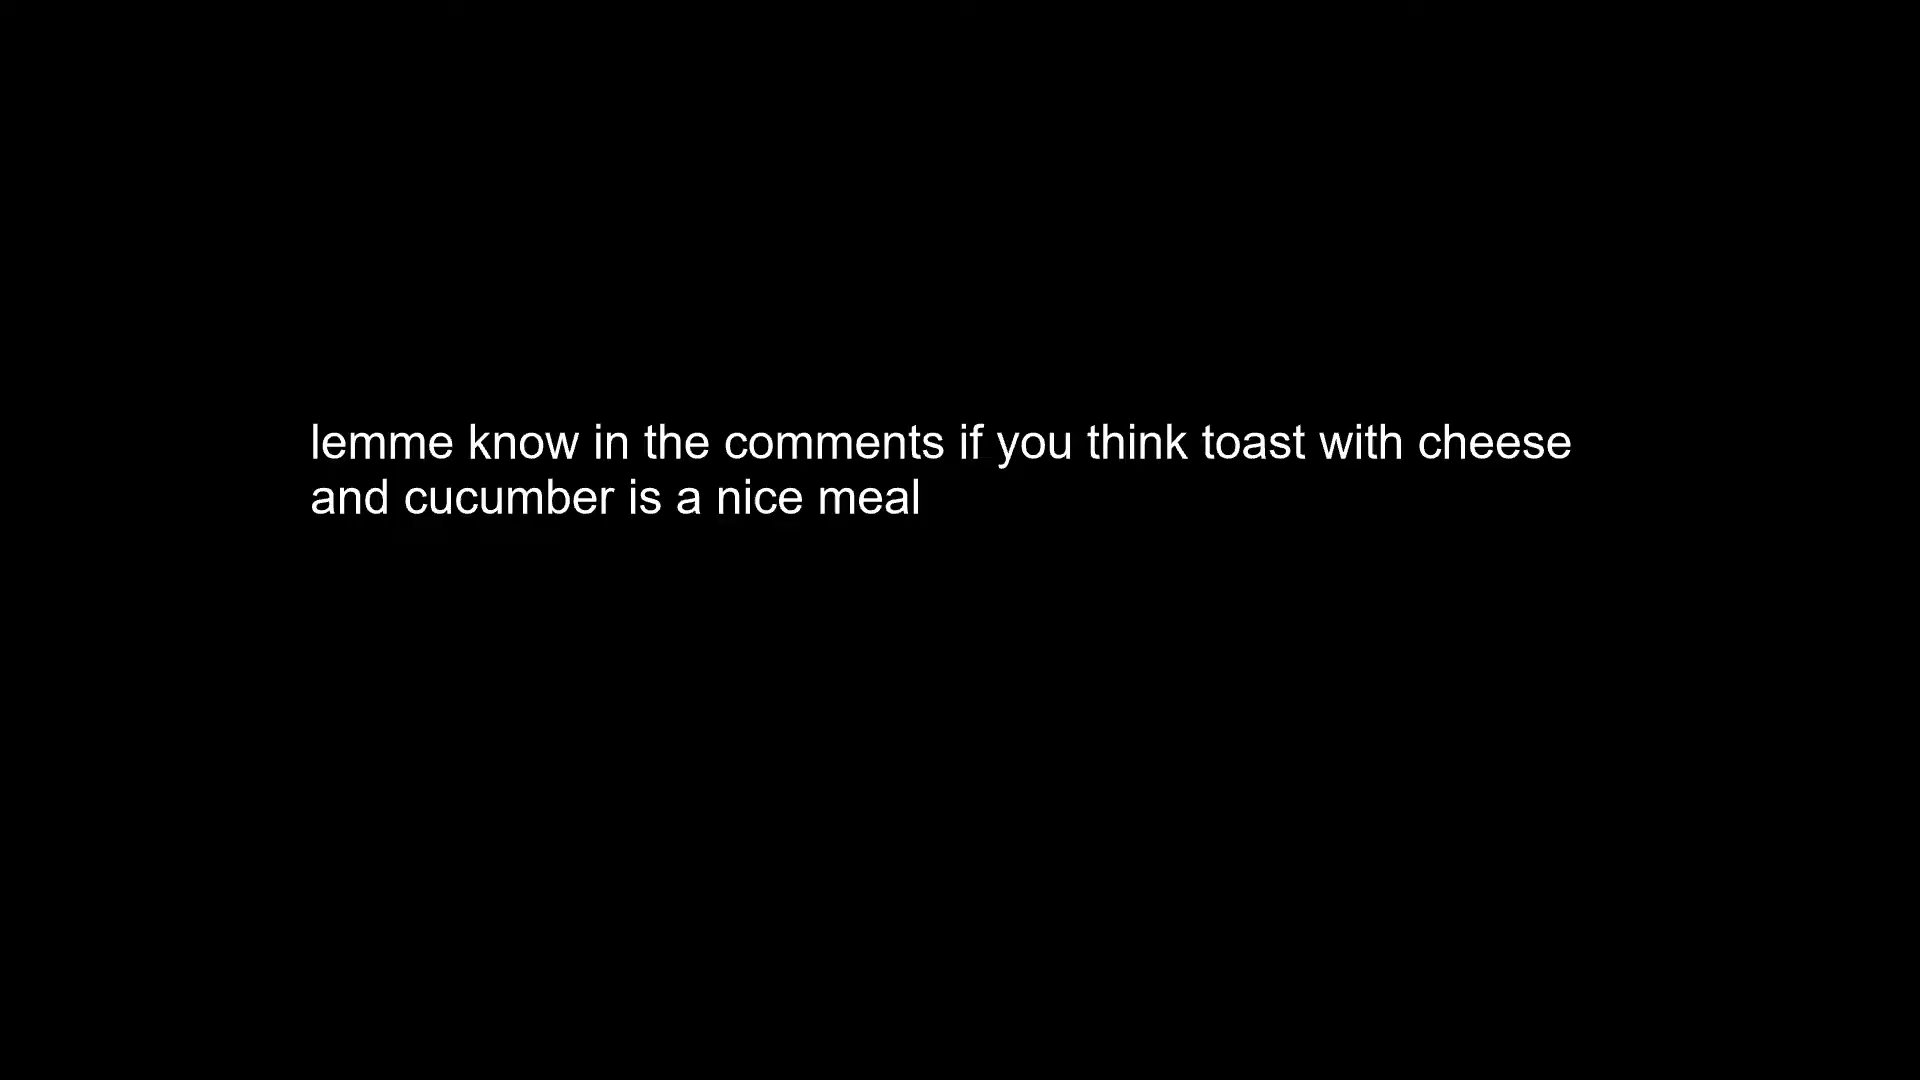 lemme know in the comments if you think toast with cheese
and cucumber is a nice meal